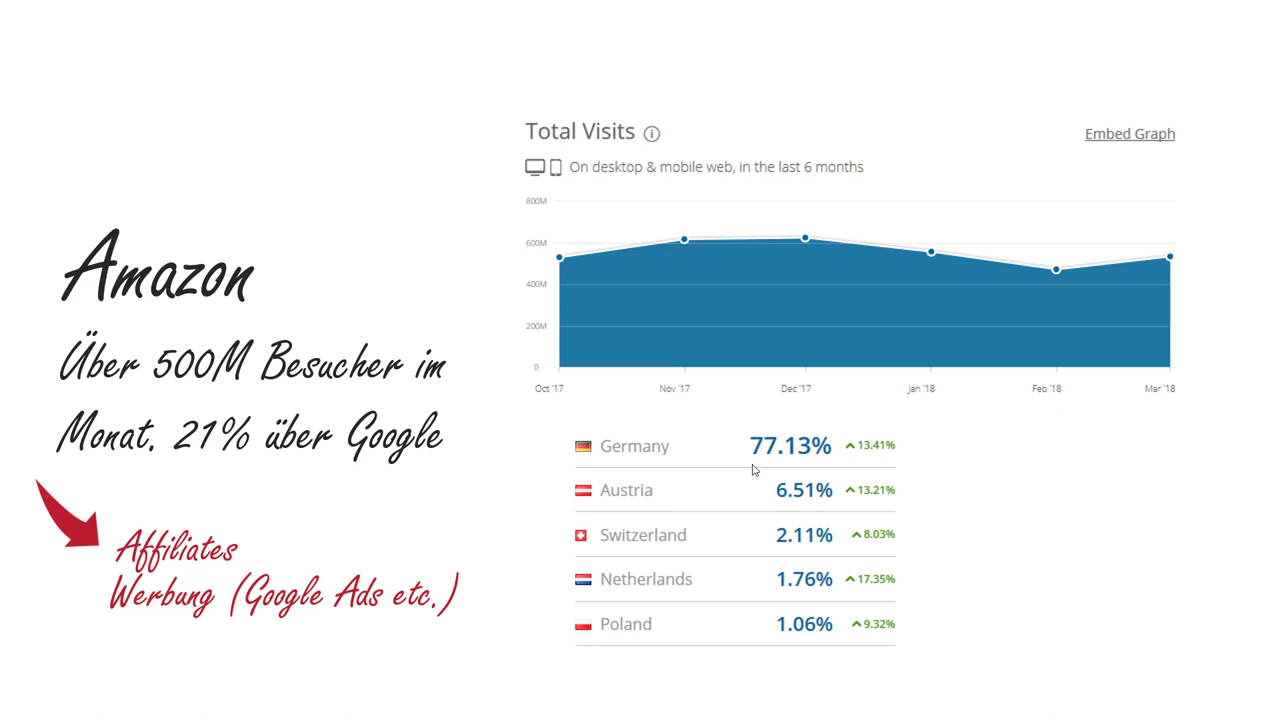 Amazon
Über 500M Besucher im
Monat. 21% über Google
Affiliates
Werbung (Google Ads etc.)
Total Visits
Embed Graph
On desktop & mobile web, in the last 6 months
800M
600M
400M
200M
0
Oct '17 Nov '17 Dec '17 Jan '18 Feb '18 Mar '18
Germany 77.13% 13.41%
Austria 6.51% 13.21%
Switzerland 2.11% 8.03%
Netherlands 1.76% 17.35%
Poland 1.06% 9.32%